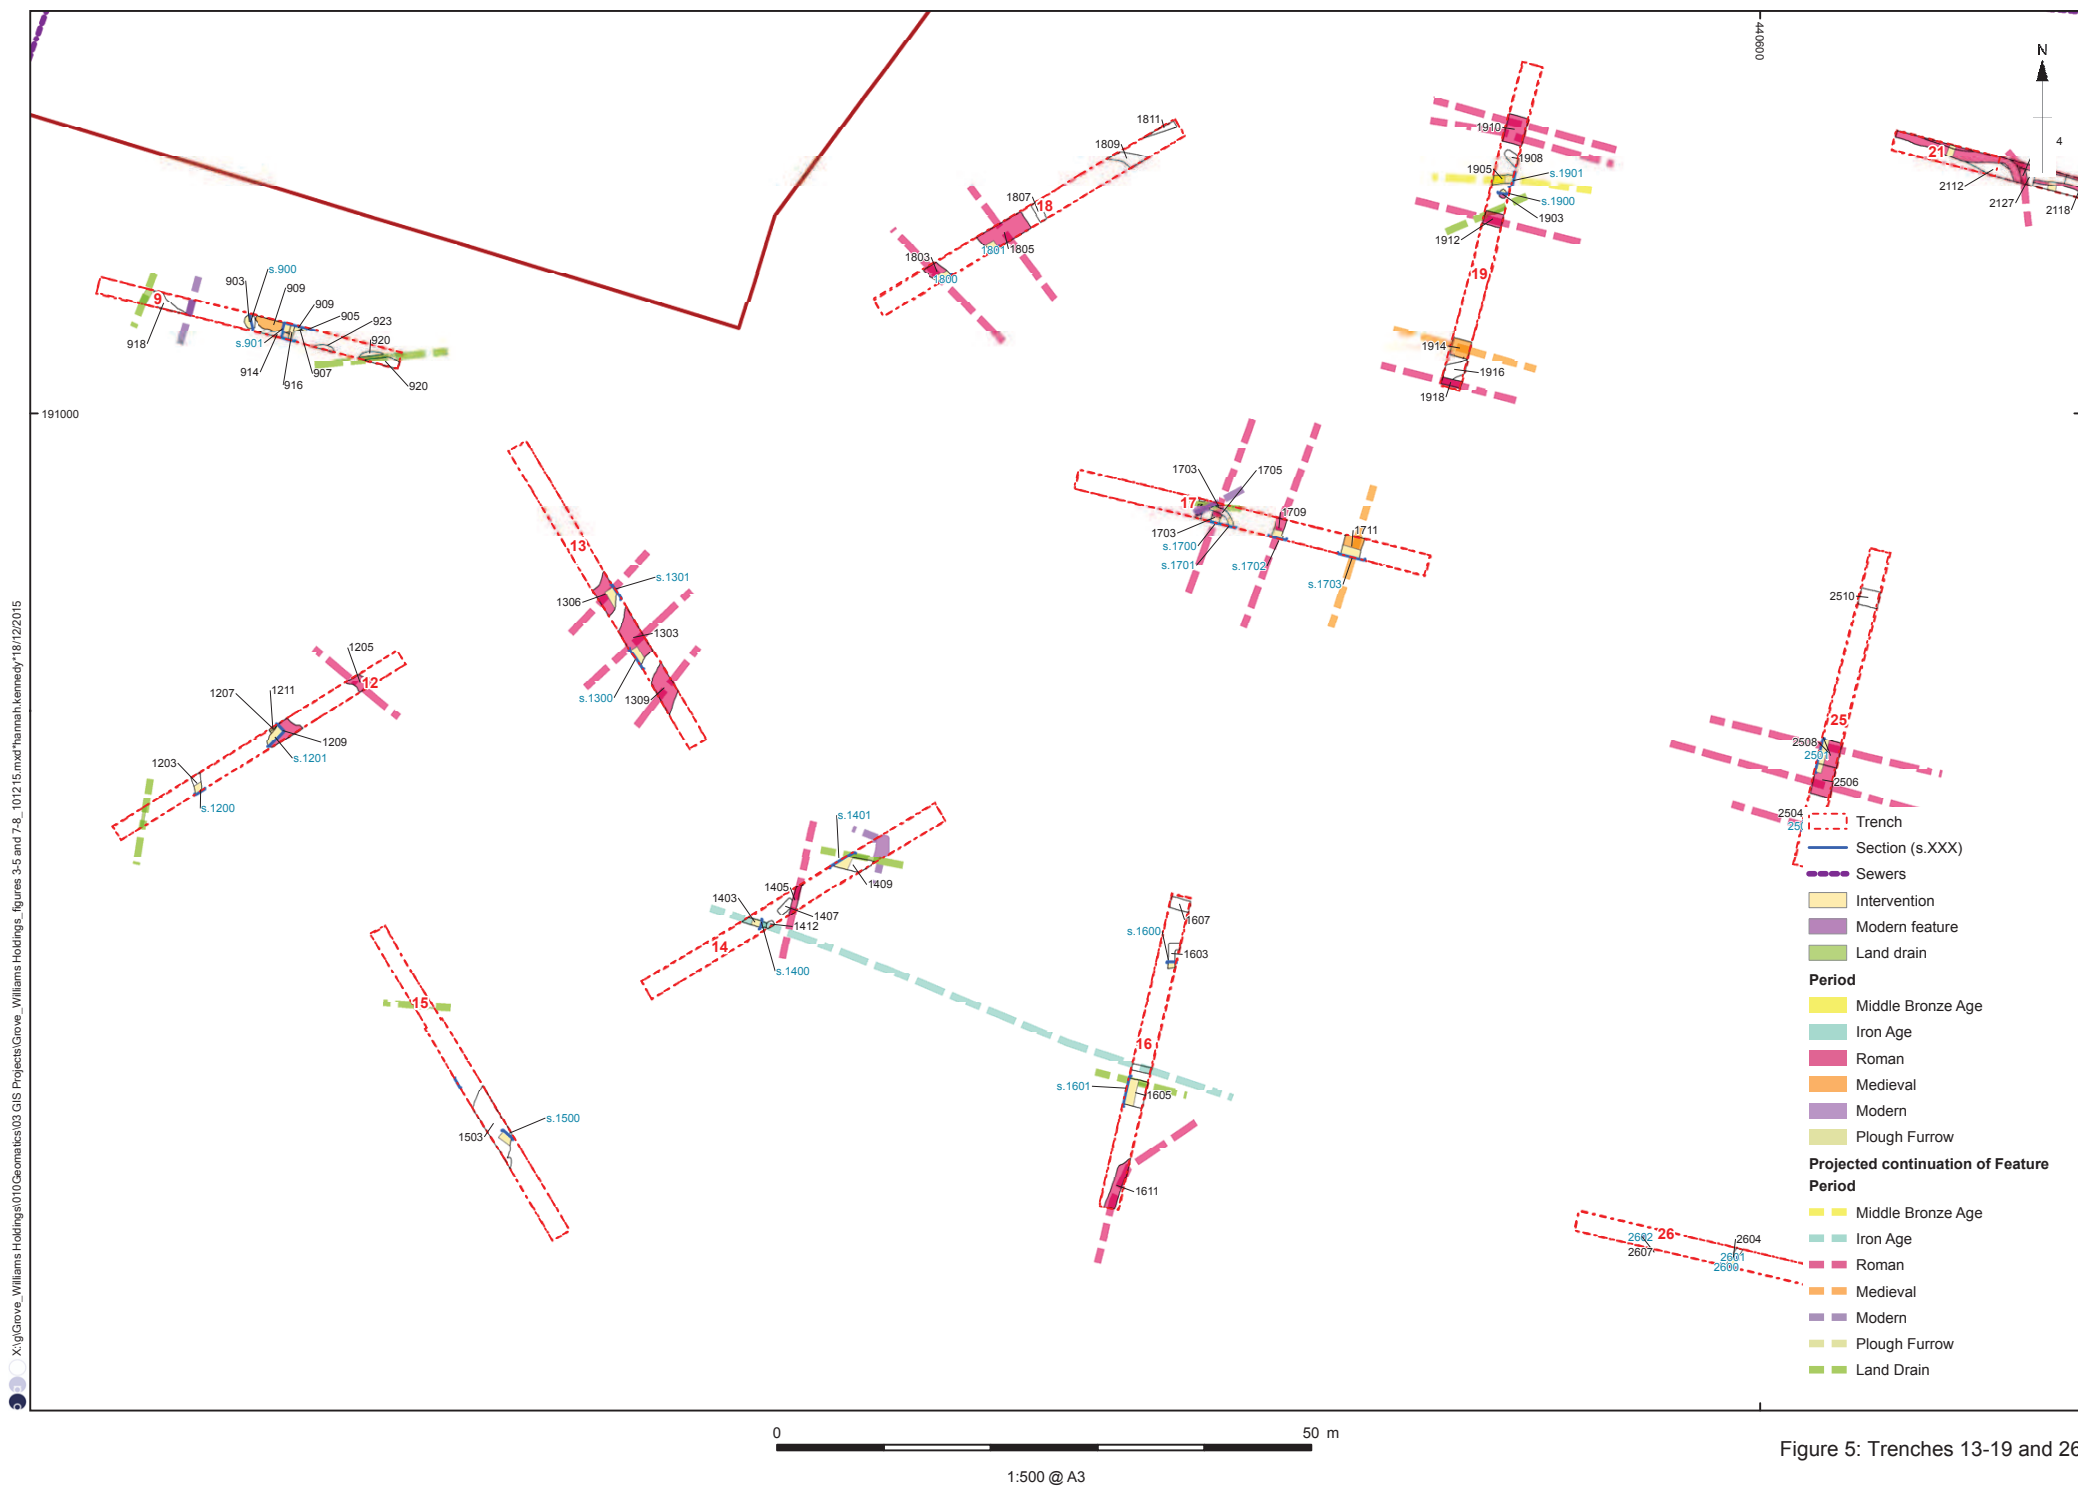 440600
N
4
1811
1809
1807
18
1801
1805
1803
1800
1910
1908
1905
s.1901
s.1900
1903
1912
19
1914
1916
1918
21
2112
2127
2118
s.900
903
909
909
905
923
9
918
s.901
914
916
907
920
920
191000
13
s.1301
1306
1303
s.1300
1309
1703
1705
17
1709
1703
s.1700
s.1701
s.1702
1711
s.1703
2510
25
2508
2501
2506
2504
1205
12
1207
1211
1209
s.1201
1203
s.1200
s.1401
1409
1405
1403
1407
1412
14
s.1400
1607
s.1600
1603
16
s.1601
1605
1611
15
s.1500
1503
26
2602
2607
2604
2601
2600
Trench
Section (s.XXX)
Sewers
Intervention
Modern feature
Land drain
Period
Middle Bronze Age
Iron Age
Roman
Medieval
Modern
Plough Furrow
Projected continuation of Feature
Period
Middle Bronze Age
Iron Age
Roman
Medieval
Modern
Plough Furrow
Land Drain
X:\g\Grove_Williams Holdings\010Geomatics\03 GIS Projects\Grove_Williams Holdings_figures 3-5 and 7-8_101215.mxd*hannah.kennedy*18/12/2015
0 50 m
1:500 @ A3
Figure 5: Trenches 13-19 and 26